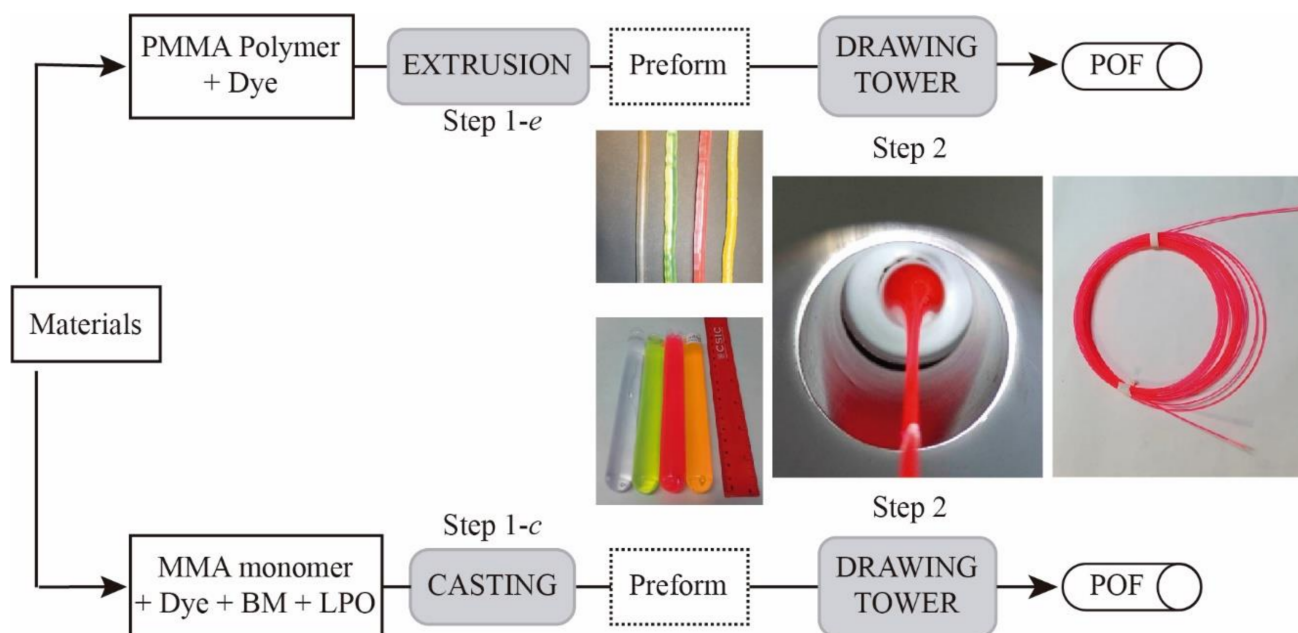 PMMA Polymer
+ Dye
EXTRUSION
Preform
DRAWING
TOWER
POF
Step 1-e
Step 2
Materials
CSIC
Step 1-c
Step 2
MMA monomer
+ Dye + BM + LPO
CASTING
Preform
DRAWING
TOWER
POF